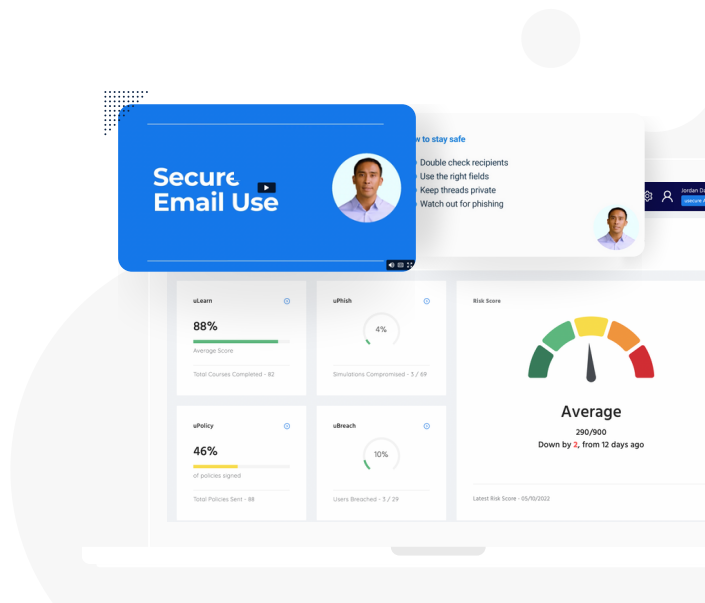 Secure
Email Use
w to stay safe
Double check recipients
Use the right fields
Keep threads private
Watch out for phishing
Jordan Da
usecure A
uLearn
88%
Average Score
Total Courses Completed - 82
uPhish
4%
Simulations Compromised - 3 / 69
Risk Score
Average
290/900
Down by 2, from 12 days ago
Latest Risk Score - 05/10/2022
uPolicy
46%
of policies signed
Total Policies Sent - 88
uBreach
10%
Users Breached - 3 / 29